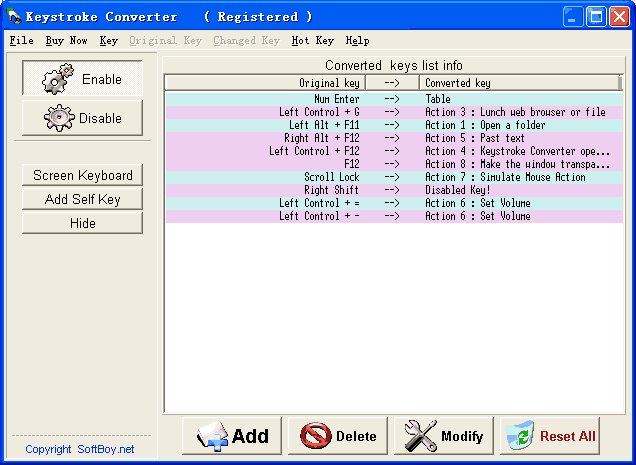 Keystroke Converter ( Registered )
File Buy Now Key Original Key Changed Key Hot Key Help
Enable
Disable
Screen Keyboard
Add Self Key
Hide
Copyright SoftBoy.net
Converted keys list info
Original key --> Converted key
Num Enter --> Table
Left Control + G --> Action 3 : Lunch web browser or file
Left Alt + F11 --> Action 1 : Open a folder
Right Alt + F12 --> Action 5 : Past text
Left Control + F12 --> Action 4 : Keystroke Converter ope...
F12 --> Action 8 : Make the window transpa...
Scroll Lock --> Action 7 : Simulate Mouse Action
Right Shift --> Disabled Key!
Left Control + = --> Action 6 : Set Volume
Left Control + - --> Action 6 : Set Volume
Add Delete Modify Reset All